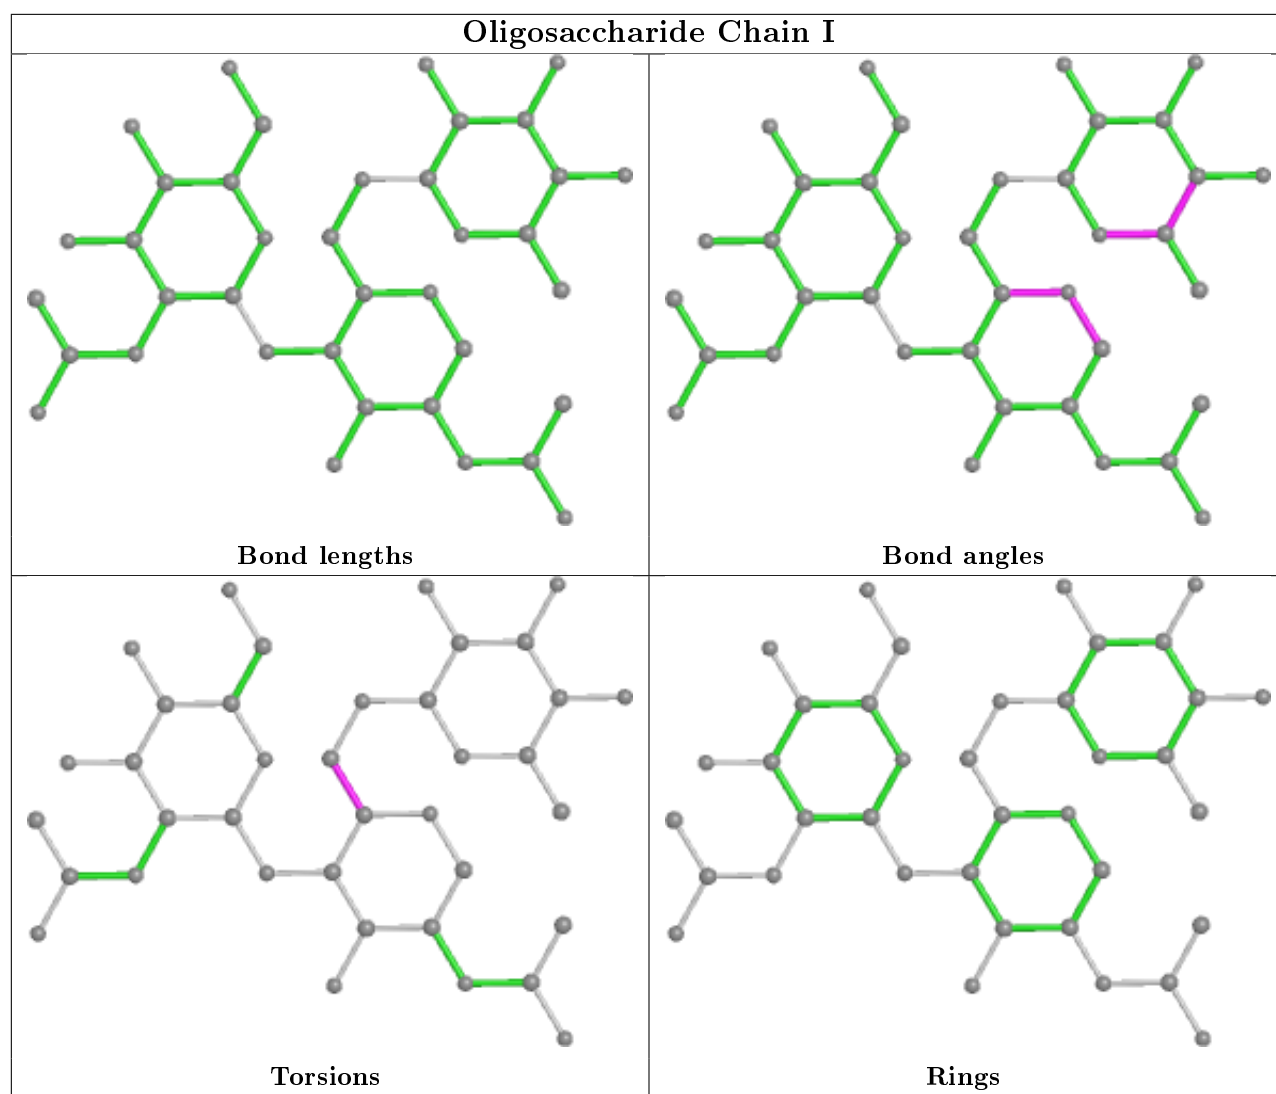 Oligosaccharide Chain I
Bond lengths
Bond angles
Torsions
Rings